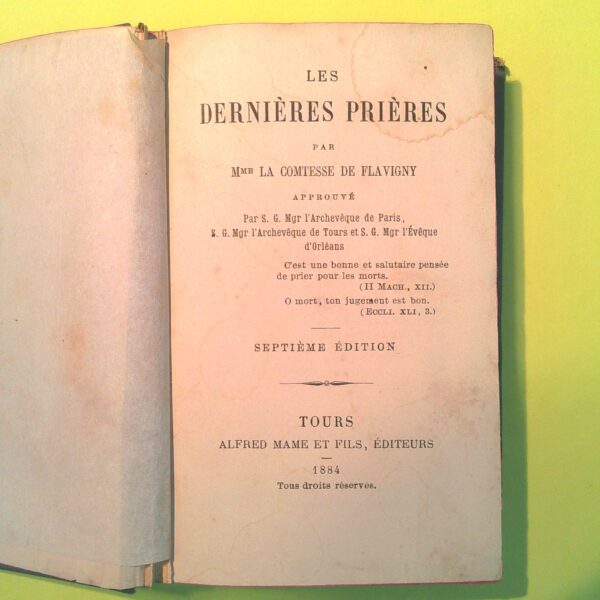 LES
DERNIÈRES PRIÈRES
PAR
Mme LA COMTESSE DE FLAVIGNY
APPROUVÉ
Par S. G. Mgr l'Archevêque de Paris,
S. G. Mgr l'Archevêque de Tours et S. G. Mgr l'Évêque
d'Orléans
C'est une bonne et salutaire pensée
de prier pour les morts.
(II MACH., XII.)
O mort, ton jugement est bon.
(ECCLI. XLI, 3.)
SEPTIÈME ÉDITION
TOURS
ALFRED MAME ET FILS, ÉDITEURS
1884
Tous droits réservés.